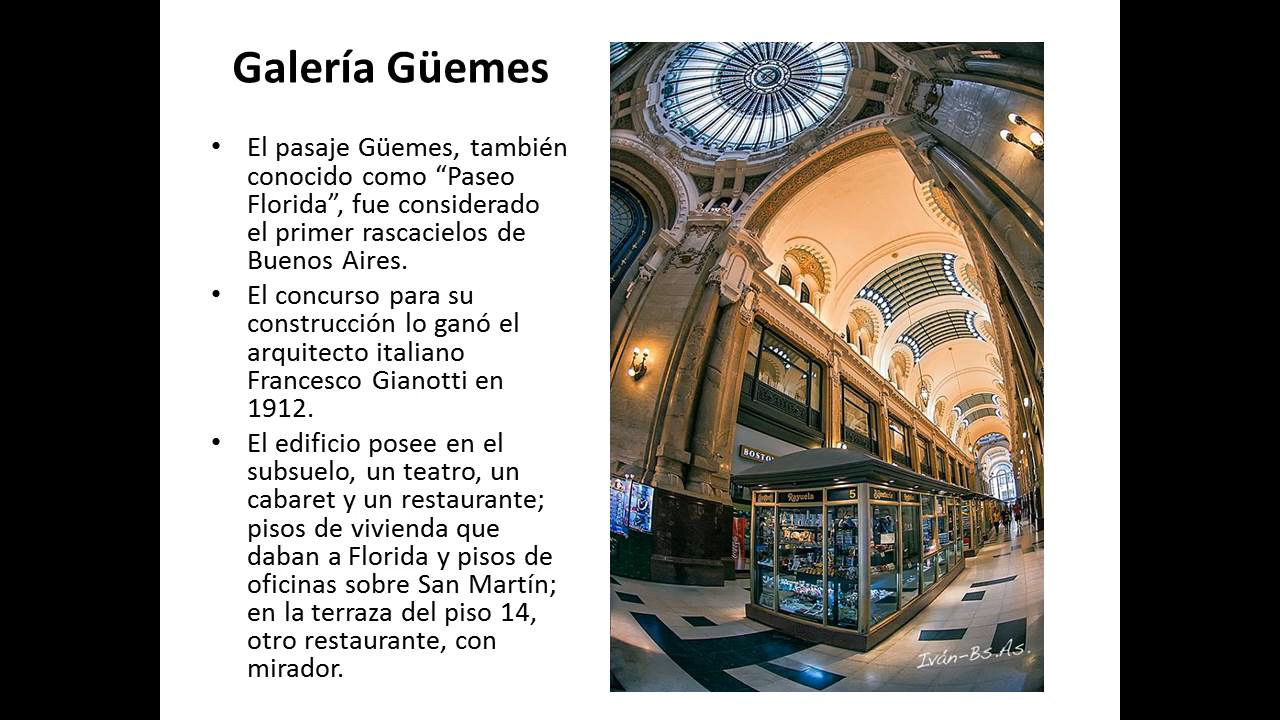 Galería Güemes
• El pasaje Güemes, también
conocido como “Paseo
Florida”, fue considerado
el primer rascacielos de
Buenos Aires.
• El concurso para su
construcción lo ganó el
arquitecto italiano
Francesco Gianotti en
1912.
• El edificio posee en el
subsuelo, un teatro, un
cabaret y un restaurante;
pisos de vivienda que
daban a Florida y pisos de
oficinas sobre San Martín;
en la terraza del piso 14,
otro restaurante, con
mirador.
BOSTO
Rayuela
5
Iván-Bs.As.